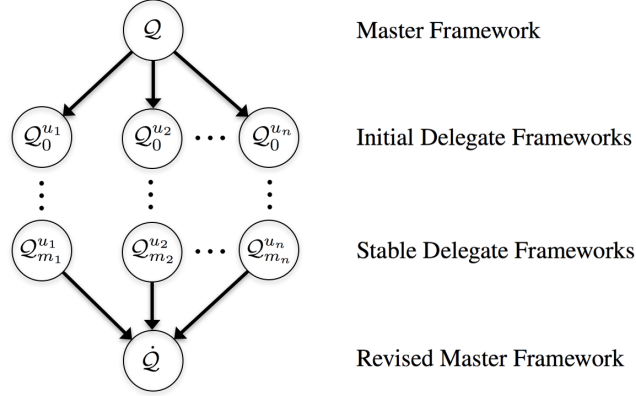 𝒬 Master Framework
𝒬₀^{u₁} 𝒬₀^{u₂} ··· 𝒬₀^{uₙ} Initial Delegate Frameworks
𝒬_{m₁}^{u₁} 𝒬_{m₂}^{u₂} ··· 𝒬_{mₙ}^{uₙ} Stable Delegate Frameworks
𝒬̇ Revised Master Framework